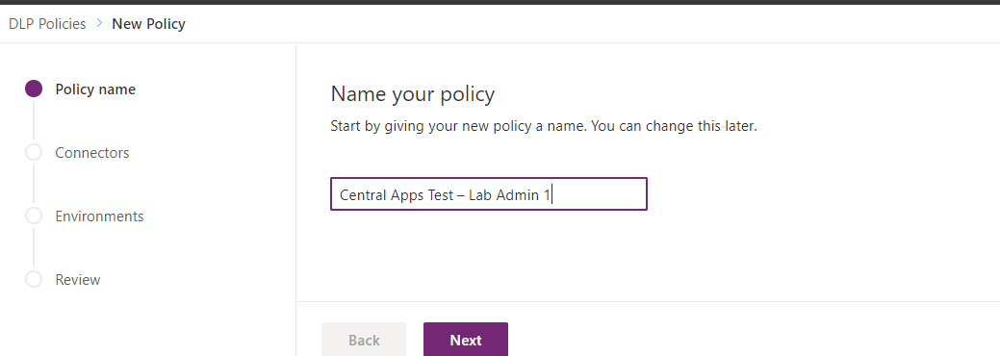 DLP Policies > New Policy
Policy name
Connectors
Environments
Review
Name your policy
Start by giving your new policy a name. You can change this later.
Central Apps Test – Lab Admin 1
Back
Next